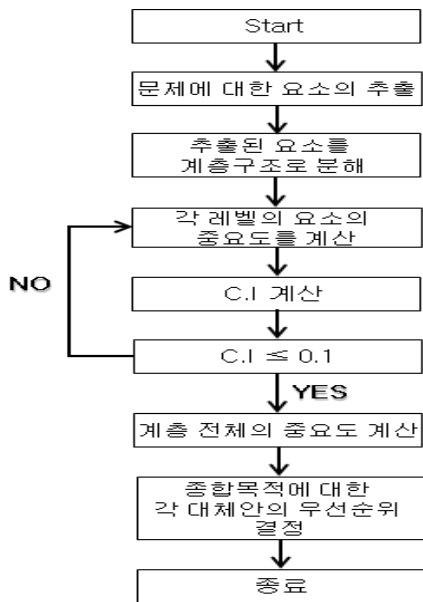 Start
문제에 대한 요소의 추출
추출된 요소를
계층구조로 분해
각 레벨의 요소의
중요도를 계산
NO
C.I 계산
C.I ≦ 0.1
YES
계층 전체의 중요도 계산
종합목적에 대한
각 대체안의 우선순위
결정
종료